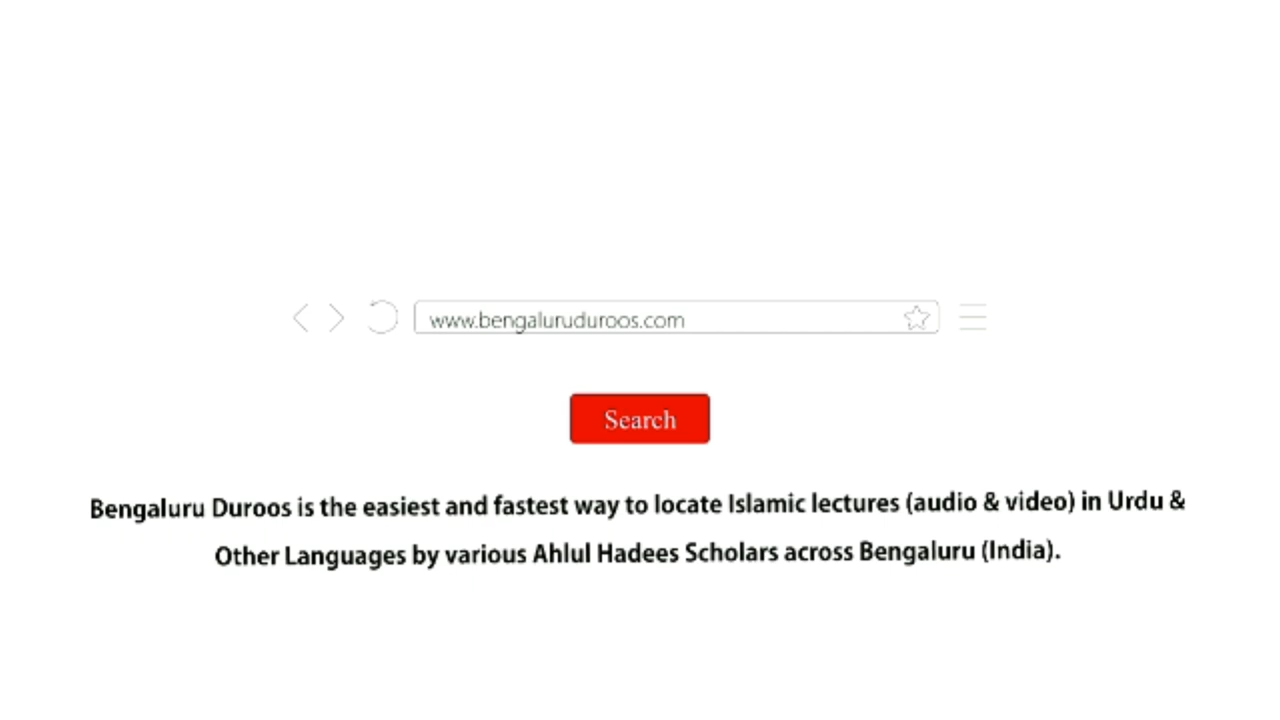 www.bengaluruduroos.com
Search
Bengaluru Duroos is the easiest and fastest way to locate Islamic lectures (audio & video) in Urdu &
Other Languages by various Ahlul Hadees Scholars across Bengaluru (India).